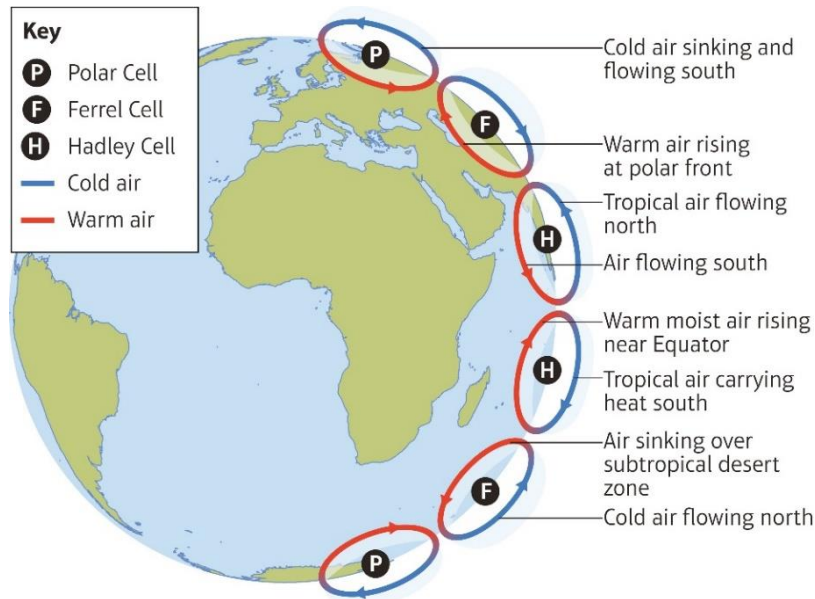 Key
P Polar Cell
F Ferrel Cell
H Hadley Cell
Cold air
Warm air
P
Cold air sinking and
flowing south
F
Warm air rising
at polar front
Tropical air flowing
north
H
Air flowing south
Warm moist air rising
near Equator
H
Tropical air carrying
heat south
Air sinking over
subtropical desert
zone
F
Cold air flowing north
P